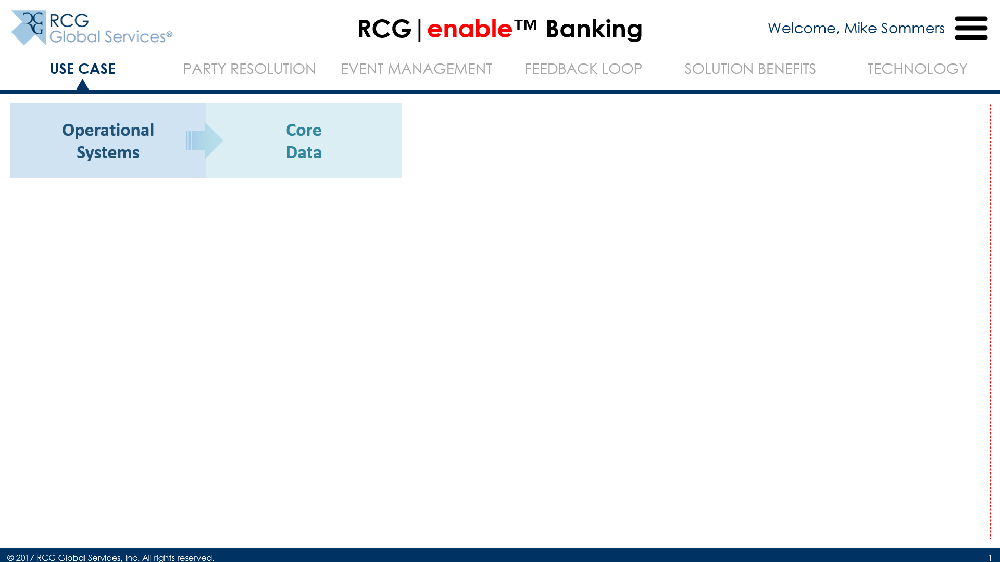 RCG
Global Services®
RCG|enable™ Banking
Welcome, Mike Sommers
USE CASE
PARTY RESOLUTION
EVENT MANAGEMENT
FEEDBACK LOOP
SOLUTION BENEFITS
TECHNOLOGY
Operational
Systems
Core
Data
© 2017 RCG Global Services, Inc. All rights reserved.
1